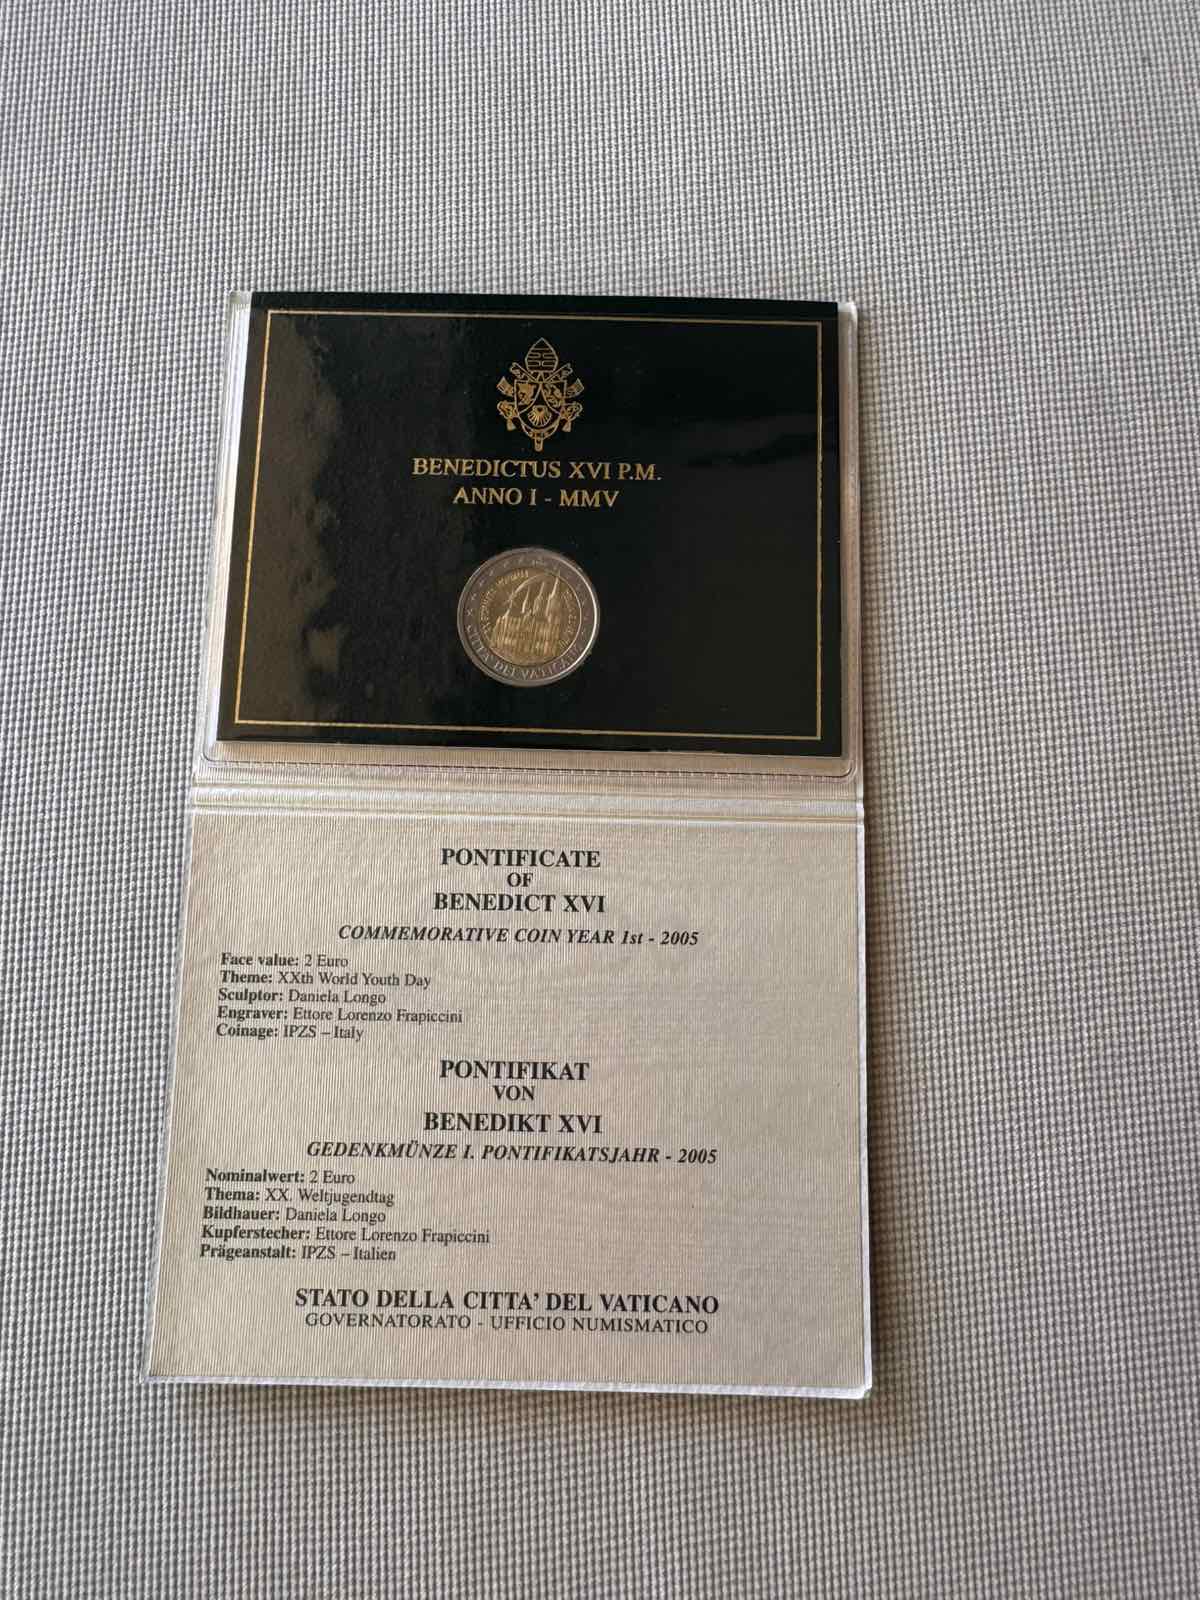 BENEDICTUS XVI P.M.
ANNO I - MMV
CITTA' DEL VATICANO
PONTIFICATE
OF
BENEDICT XVI
COMMEMORATIVE COIN YEAR 1st - 2005
Face value: 2 Euro
Theme: XXth World Youth Day
Sculptor: Daniela Longo
Engraver: Ettore Lorenzo Frapiccini
Coinage: IPZS – Italy
PONTIFIKAT
VON
BENEDIKT XVI
GEDENKMÜNZE I. PONTIFIKATSJAHR - 2005
Nominalwert: 2 Euro
Thema: XX. Weltjugendtag
Bildhauer: Daniela Longo
Kupferstecher: Ettore Lorenzo Frapiccini
Prägeanstalt: IPZS – Italien
STATO DELLA CITTA' DEL VATICANO
GOVERNATORATO - UFFICIO NUMISMATICO